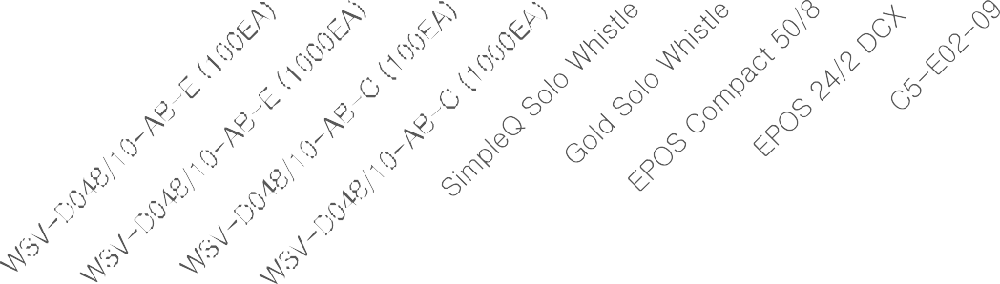 WSV-D048/10-AB-E (100EA)
WSV-D048/10-AB-E (1000EA)
WSV-D048/10-AB-C (100EA)
WSV-D048/10-AB-C (1000EA)
SimpleQ Solo Whistle
Gold Solo Whistle
EPOS Compact 50/8
EPOS 24/2 DCX
C5-E02-09